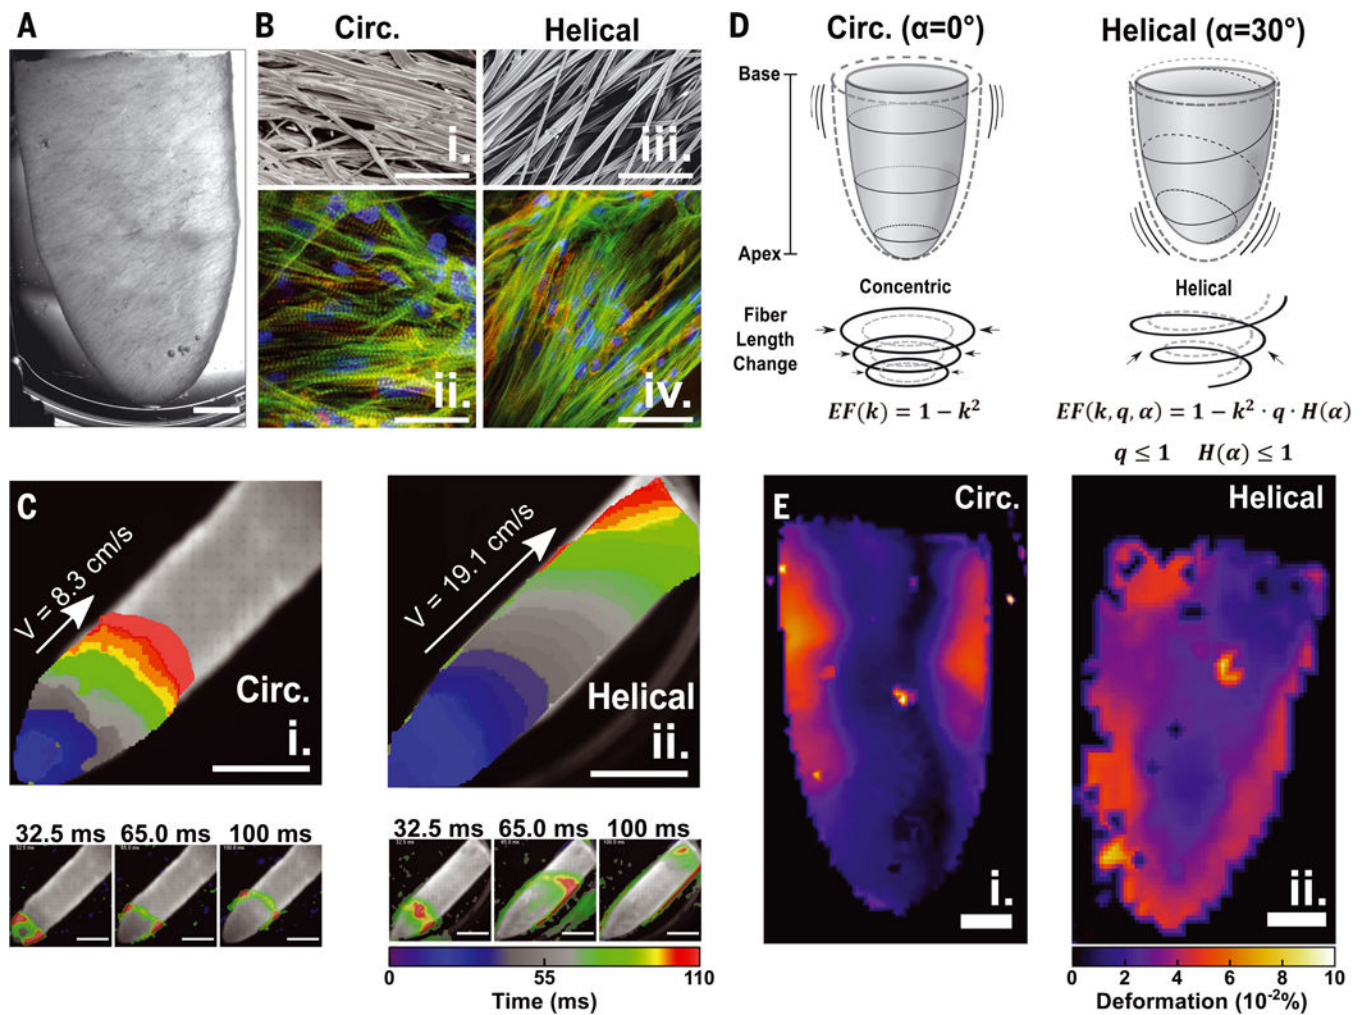 A
B
Circ.
Helical
i.
iii.
ii.
iv.
D
Circ. (α=0°)
Helical (α=30°)
Base
Apex
Concentric
Helical
Fiber
Length
Change
EF(k) = 1 − k²
EF(k, q, α) = 1 − k² · q · H(α)
q ≤ 1 H(α) ≤ 1
C
V = 8.3 cm/s
Circ.
i.
V = 19.1 cm/s
Helical
ii.
32.5 ms
65.0 ms
100 ms
32.5 ms
65.0 ms
100 ms
0
55
110
Time (ms)
E
Circ.
i.
Helical
ii.
0 2 4 6 8 10
Deformation (10⁻²%)